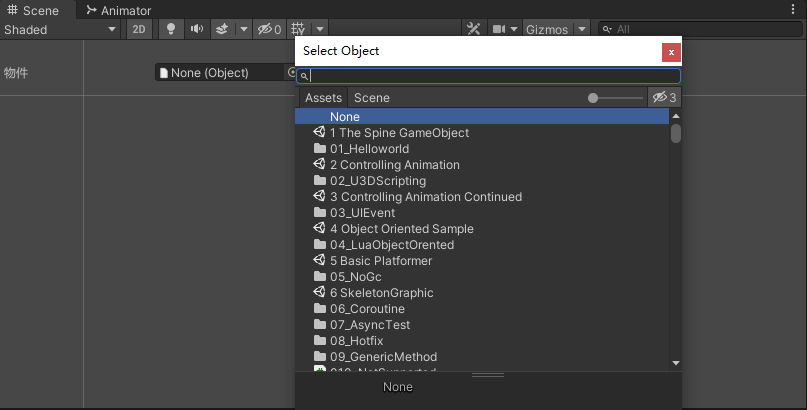 Scene
Animator
Shaded
2D
0
Gizmos
All
Select Object
x
物件
None (Object)
Assets
Scene
3
None
1 The Spine GameObject
01_Helloworld
2 Controlling Animation
02_U3DScripting
3 Controlling Animation Continued
03_UIEvent
4 Object Oriented Sample
04_LuaObjectOrented
5 Basic Platformer
05_NoGc
6 SkeletonGraphic
06_Coroutine
07_AsyncTest
08_Hotfix
09_GenericMethod
None